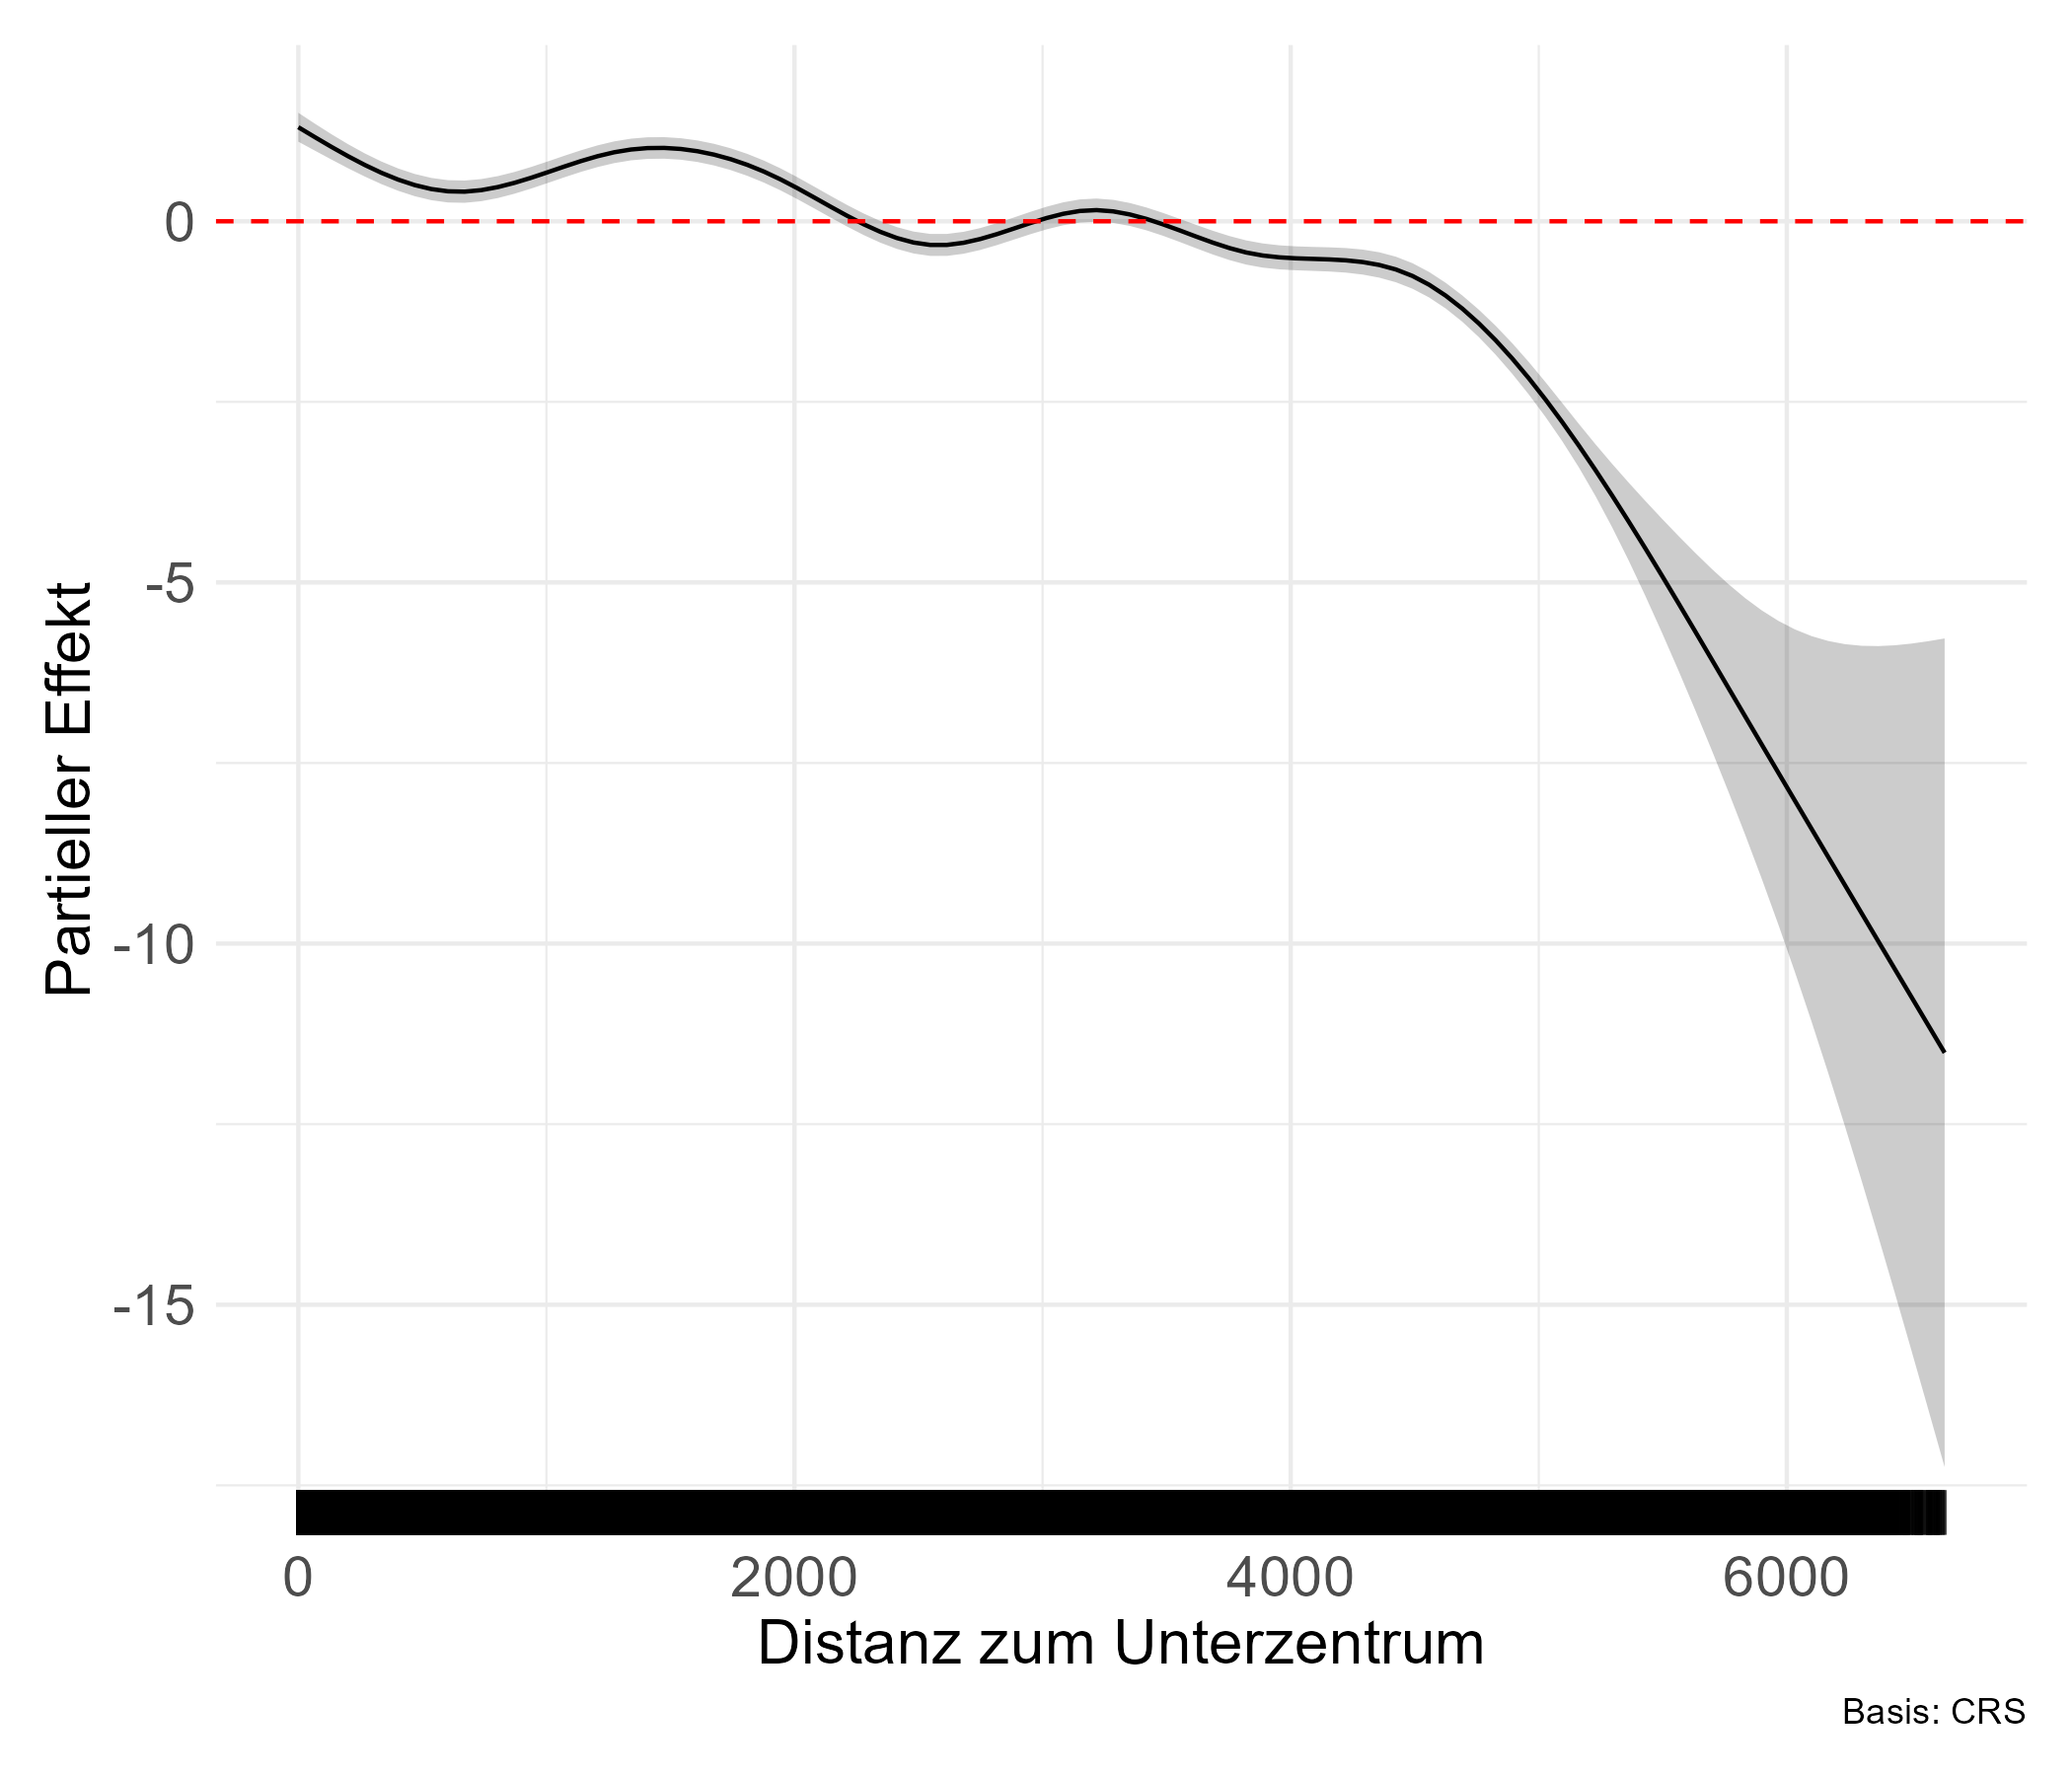 Partieller Effekt
0
-5
-10
-15
0 2000 4000 6000
Distanz zum Unterzentrum
Basis: CRS